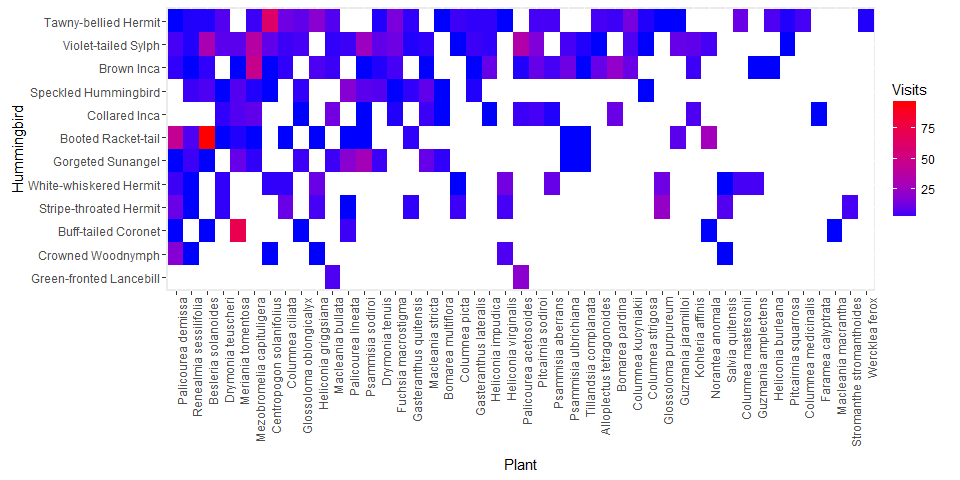 Hummingbird
Tawny-bellied Hermit
Violet-tailed Sylph
Brown Inca
Speckled Hummingbird
Collared Inca
Booted Racket-tail
Gorgeted Sunangel
White-whiskered Hermit
Stripe-throated Hermit
Buff-tailed Coronet
Crowned Woodnymph
Green-fronted Lancebill
Palicourea demissa
Renealmia sessilifolia
Besleria solanoides
Drymonia teuscheri
Meriania tomentosa
Mezobromelia capituligera
Centropogon solanifolius
Columnea ciliata
Glossoloma oblongicalyx
Heliconia griggsiana
Macleania bullata
Palicourea lineata
Psammisia sodiroi
Drymonia tenuis
Fuchsia macrostigma
Gasteranthus quitensis
Macleania stricta
Bomarea multiflora
Columnea picta
Gasteranthus lateralis
Heliconia impudica
Heliconia virginalis
Palicourea acetosoides
Pitcairnia sodiroi
Psammisia aberrans
Psammisia ulbrichiana
Tillandsia complanata
Alloplectus tetragonoides
Bomarea pardina
Columnea kucyniakii
Columnea strigosa
Glossoloma purpureum
Guzmania jaramilloi
Kohleria affinis
Norantea anomala
Salvia quitensis
Columnea mastersonii
Guzmania amplectens
Heliconia burleana
Pitcairnia squarrosa
Columnea medicinalis
Faramea calyptrata
Macleania macrantha
Stromanthe stromanthoides
Wercklea ferox
Plant
Visits
75
50
25